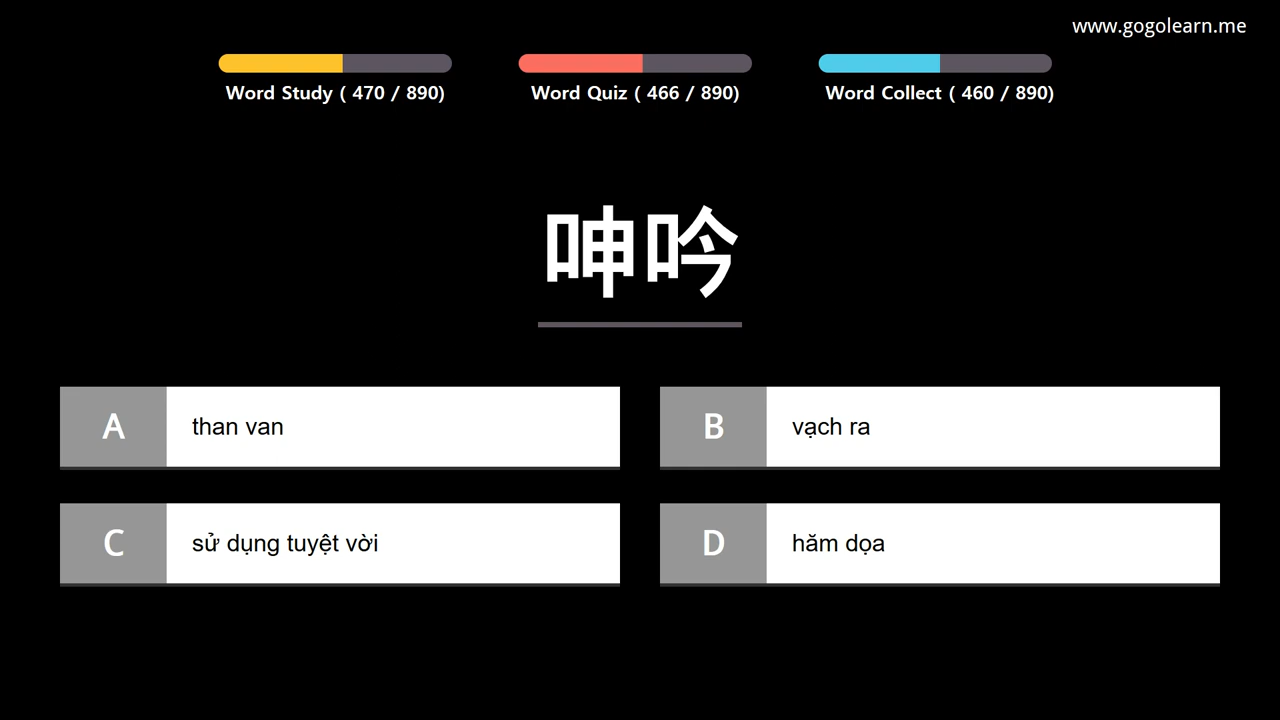 www.gogolearn.me
Word Study ( 470 / 890)
Word Quiz ( 466 / 890)
Word Collect ( 460 / 890)
呻吟
A than van
B vạch ra
C sử dụng tuyệt vời
D hăm dọa